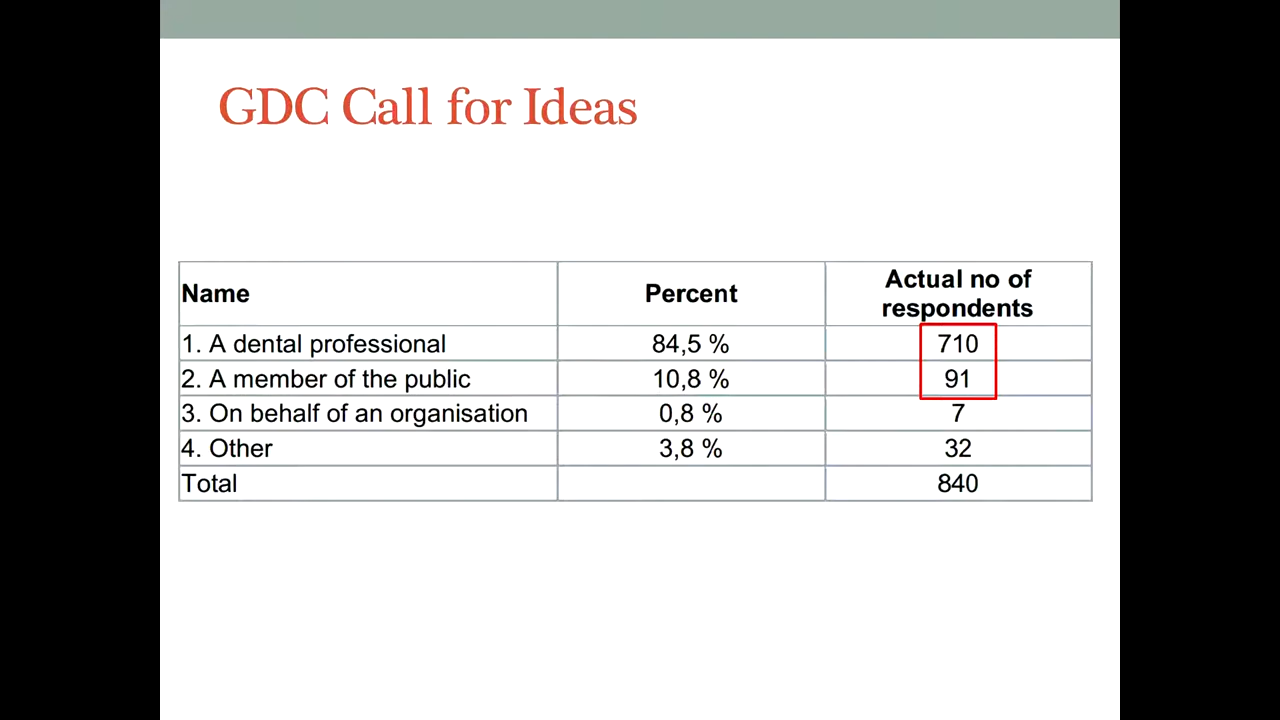 GDC Call for Ideas
Name Percent Actual no of
respondents
1. A dental professional 84,5 % 710
2. A member of the public 10,8 % 91
3. On behalf of an organisation 0,8 % 7
4. Other 3,8 % 32
Total 840